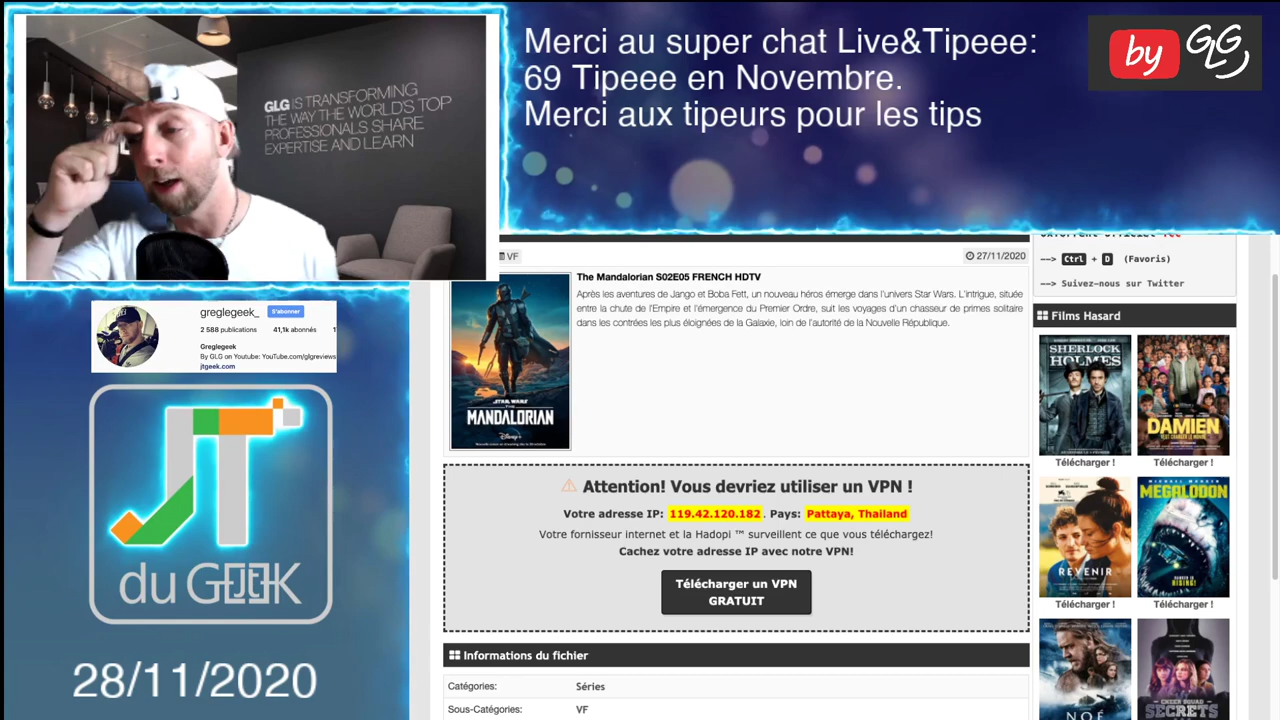 Merci au super chat Live&Tipeee:
69 Tipeee en Novembre.
Merci aux tipeurs pour les tips
by GLG
GLG IS TRANSFORMING
THE WAY THE WORLD'S TOP
PROFESSIONALS SHARE
EXPERTISE AND LEARN
greglegeek_ S'abonner
2 588 publications 41,1k abonnés 1
Greglegeek
By GLG on Youtube: YouTube.com/glgreviews
jtgeek.com
JT
du GEEK
28/11/2020
VF
27/11/2020
The Mandalorian S02E05 FRENCH HDTV
Après les aventures de Jango et Boba Fett, un nouveau héros émerge dans l'univers Star Wars. L'intrigue, située
entre la chute de l'Empire et l'émergence du Premier Ordre, suit les voyages d'un chasseur de primes solitaire
dans les contrées les plus éloignées de la Galaxie, loin de l'autorité de la Nouvelle République.
STAR WARS
THE
MANDALORIAN
Disney+
Attention! Vous devriez utiliser un VPN !
Votre adresse IP: 119.42.120.182. Pays: Pattaya, Thailand
Votre fornisseur internet et la Hadopi ™ surveillent ce que vous téléchargez!
Cachez votre adresse IP avec notre VPN!
Télécharger un VPN
GRATUIT
Informations du fichier
Catégories: Séries
Sous-Catégories: VF
---> Ctrl + D (Favoris)
---> Suivez-nous sur Twitter
Films Hasard
SHERLOCK
HOLMES
DAMIEN
Télécharger !
Télécharger !
REVENIR
MEGALODON
Télécharger !
Télécharger !
NOÉ
CHEER SQUAD
SECRETS